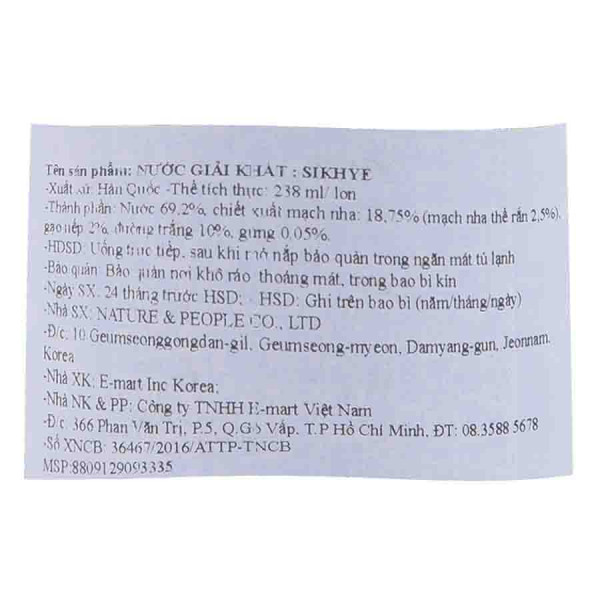 Tên sản phẩm: NƯỚC GIẢI KHÁT : SIKHYE
-Xuất xứ: Hàn Quốc -Thể tích thực: 238 ml/ lon
-Thành phần: Nước 69,2%, chiết xuất mạch nha: 18,75% (mạch nha thể rắn 2,5%),
gạo nếp 2%, đường trắng 10%, gừng 0,05%.
-HDSD: Uống trực tiếp, sau khi mở nắp bảo quản trong ngăn mát tủ lạnh
-Bảo quản: Bảo quản nơi khô ráo thoáng mát, trong bao bì kín
-Ngày SX: 24 tháng trước HSD; - HSD: Ghi trên bao bì (năm/tháng/ngày)
-Nhà SX: NATURE & PEOPLE CO., LTD
-Đ/c: 10 Geumseonggongdan-gil, Geumseong-myeon, Damyang-gun, Jeonnam,
Korea
-Nhà XK: E-mart Inc Korea;
-Nhà NK & PP: Công ty TNHH E-mart Việt Nam
-Đ/c: 366 Phan Văn Trị, P.5, Q.Gò Vấp. T.P Hồ Chí Minh, ĐT: 08.3588 5678
-Số XNCB: 36467/2016/ATTP-TNCB
MSP:8809129093335